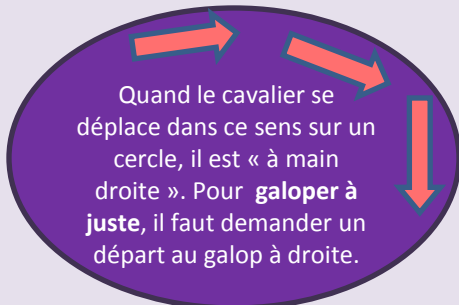 Quand le cavalier se
déplace dans ce sens sur un
cercle, il est « à main
droite ». Pour galoper à
juste, il faut demander un
départ au galop à droite.